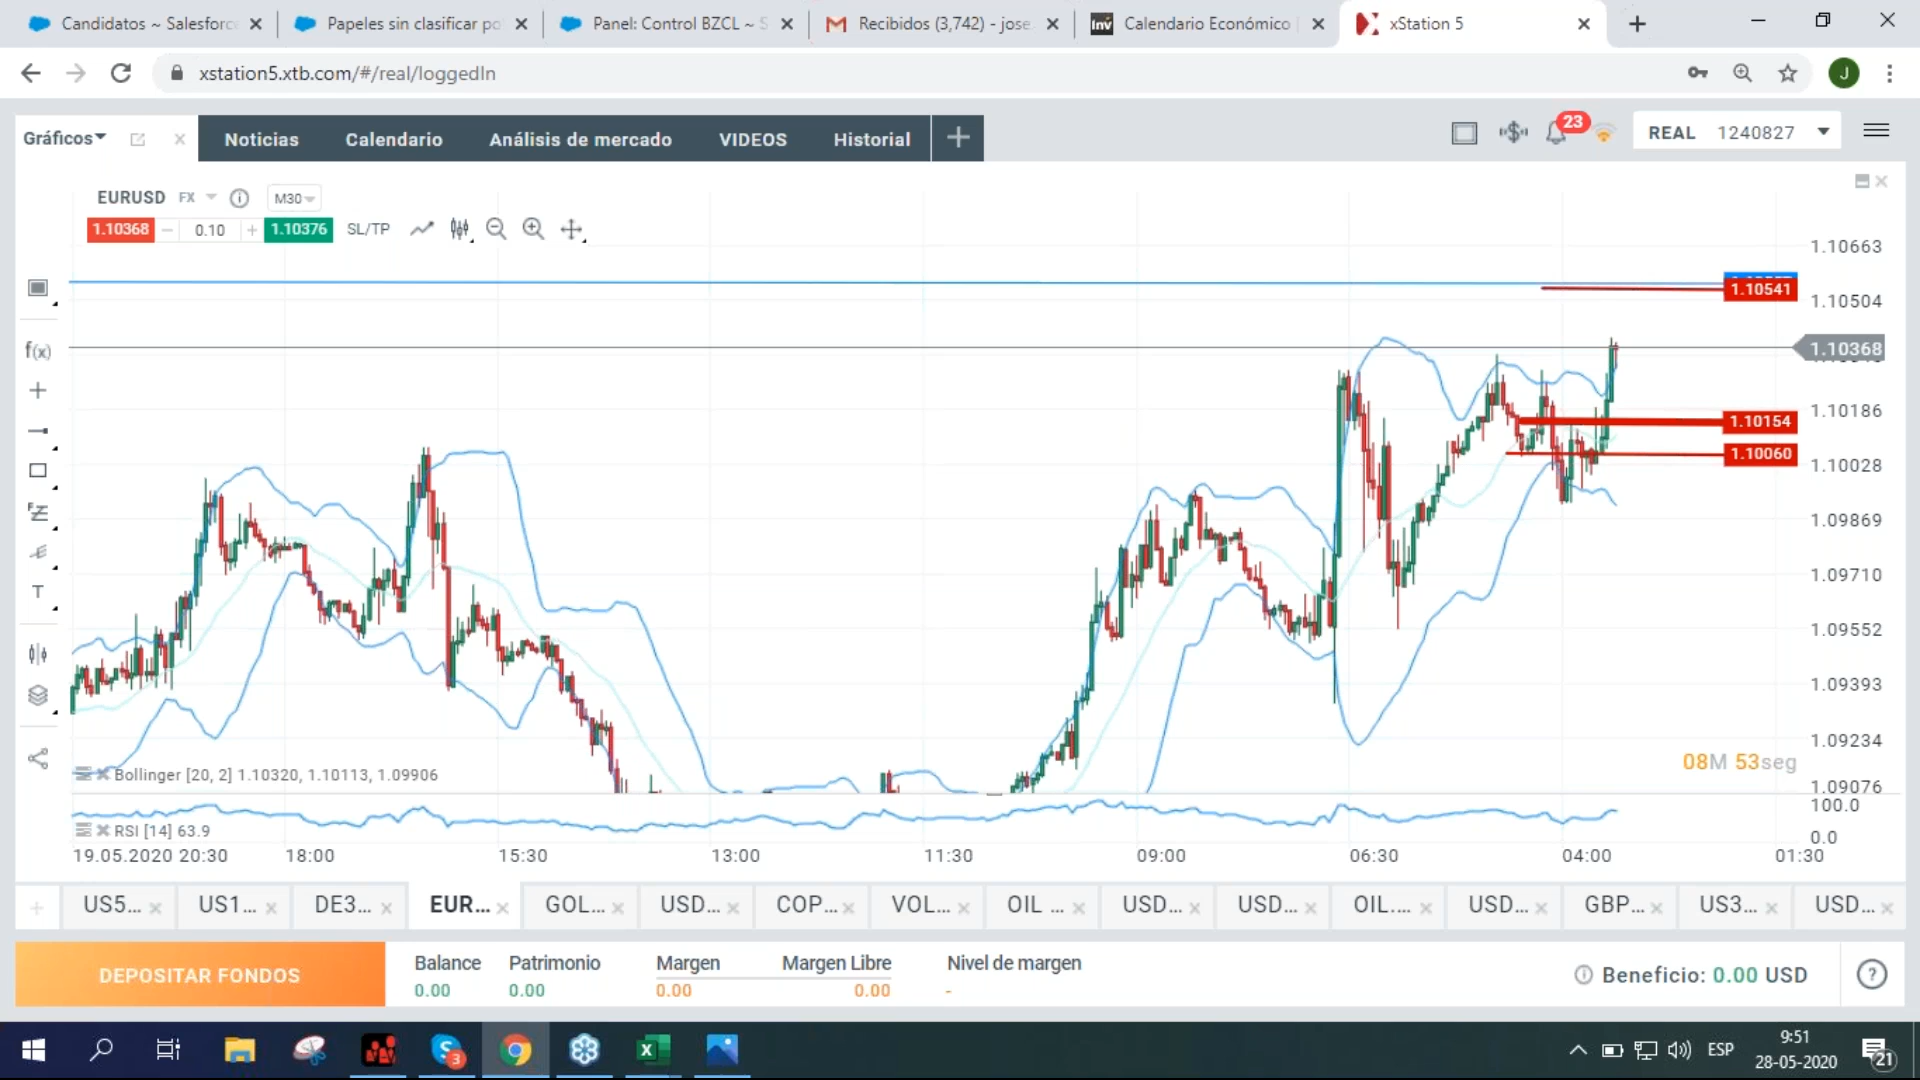 Candidatos ~ Salesforc
Papeles sin clasificar po
Panel: Control BZCL ~ S
Recibidos (3,742) - jose
Inv
Calendario Económico
xStation 5
xstation5.xtb.com/#/real/loggedIn
J
Gráficos
Noticias
Calendario
Análisis de mercado
VIDEOS
Historial
23
REAL 1240827
EURUSD FX
M30
1.10368
0.10
1.10376
SL/TP
f(x)
T
1.10663
1.10541
1.10504
1.10368
1.10154
1.10186
1.10060
1.10028
1.09869
1.09710
1.09552
1.09393
1.09234
1.09076
08M 53seg
Bollinger [20, 2] 1.10320, 1.10113, 1.09906
RSI [14] 63.9
100.0
0.0
19.05.2020 20:30
18:00
15:30
13:00
11:30
09:00
06:30
04:00
01:30
US5...
US1...
DE3...
EUR...
GOL...
USD...
COP...
VOL...
OIL ...
USD...
USD...
OIL....
USD...
GBP...
US3...
USD...
DEPOSITAR FONDOS
Balance
0.00
Patrimonio
0.00
Margen
0.00
Margen Libre
0.00
Nivel de margen
-
Beneficio: 0.00 USD
?
S
3
X
ESP
9:51
28-05-2020
21